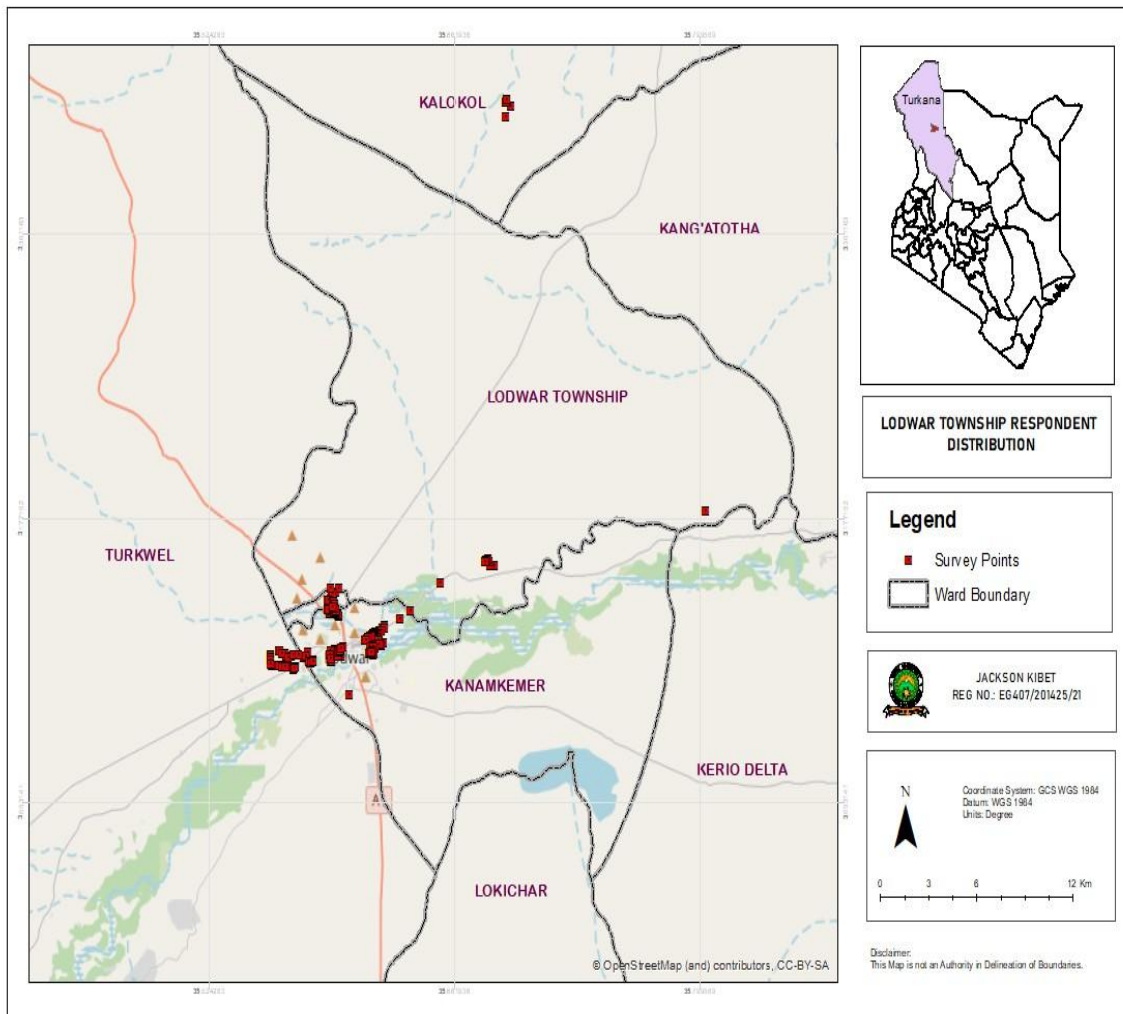 KALOKOL
KANG'ATOTHA
LODWAR TOWNSHIP
TURKWEL
KANAMKEMER
KERIO DELTA
LOKICHAR
© OpenStreetMap (and) contributors, CC-BY-SA
Turkana
LODWAR TOWNSHIP RESPONDENT
DISTRIBUTION
Legend
Survey Points
Ward Boundary
JACKSON KIBET
REG NO.: EG407/201425/21
N
Coordinate System: GCS WGS 1984
Datum: WGS 1984
Units: Degree
0 3 6 12 Km
Disclaimer:
This Map is not an Authority in Delineation of Boundaries.